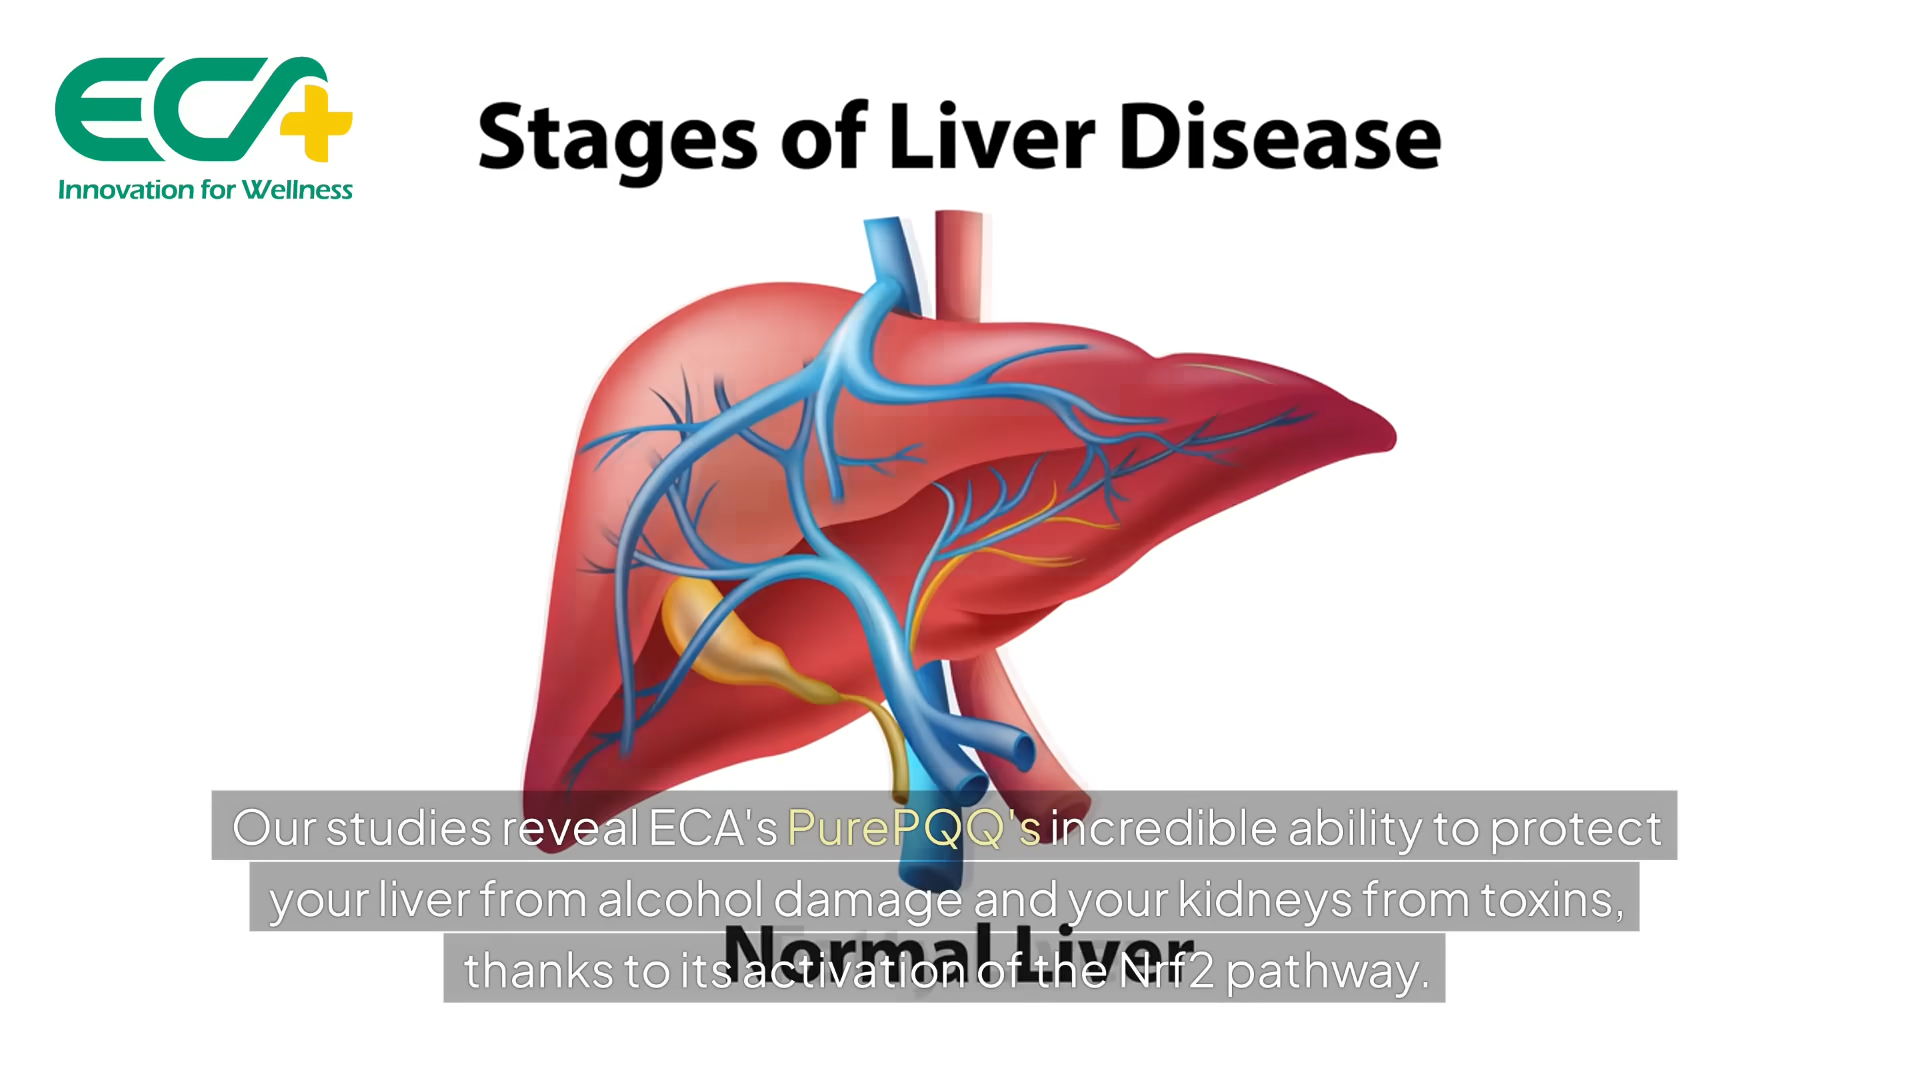 ECA+
Innovation for Wellness
Stages of Liver Disease
Our studies reveal ECA's PurePQQ's incredible ability to protect
your liver from alcohol damage and your kidneys from toxins,
thanks to its activation of the Nrf2 pathway.
Normal Liver